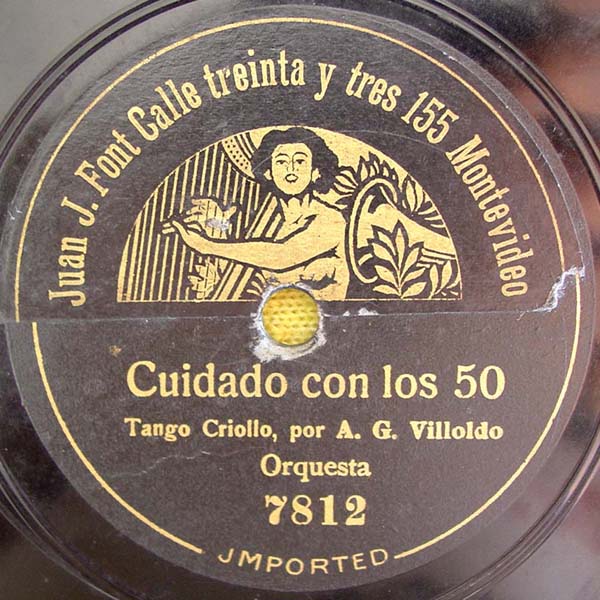 Juan J. Font Calle treinta y tres 155 Montevideo
Cuidado con los 50
Tango Criollo, por A. G. Villoldo
Orquesta
7812
JMPORTED